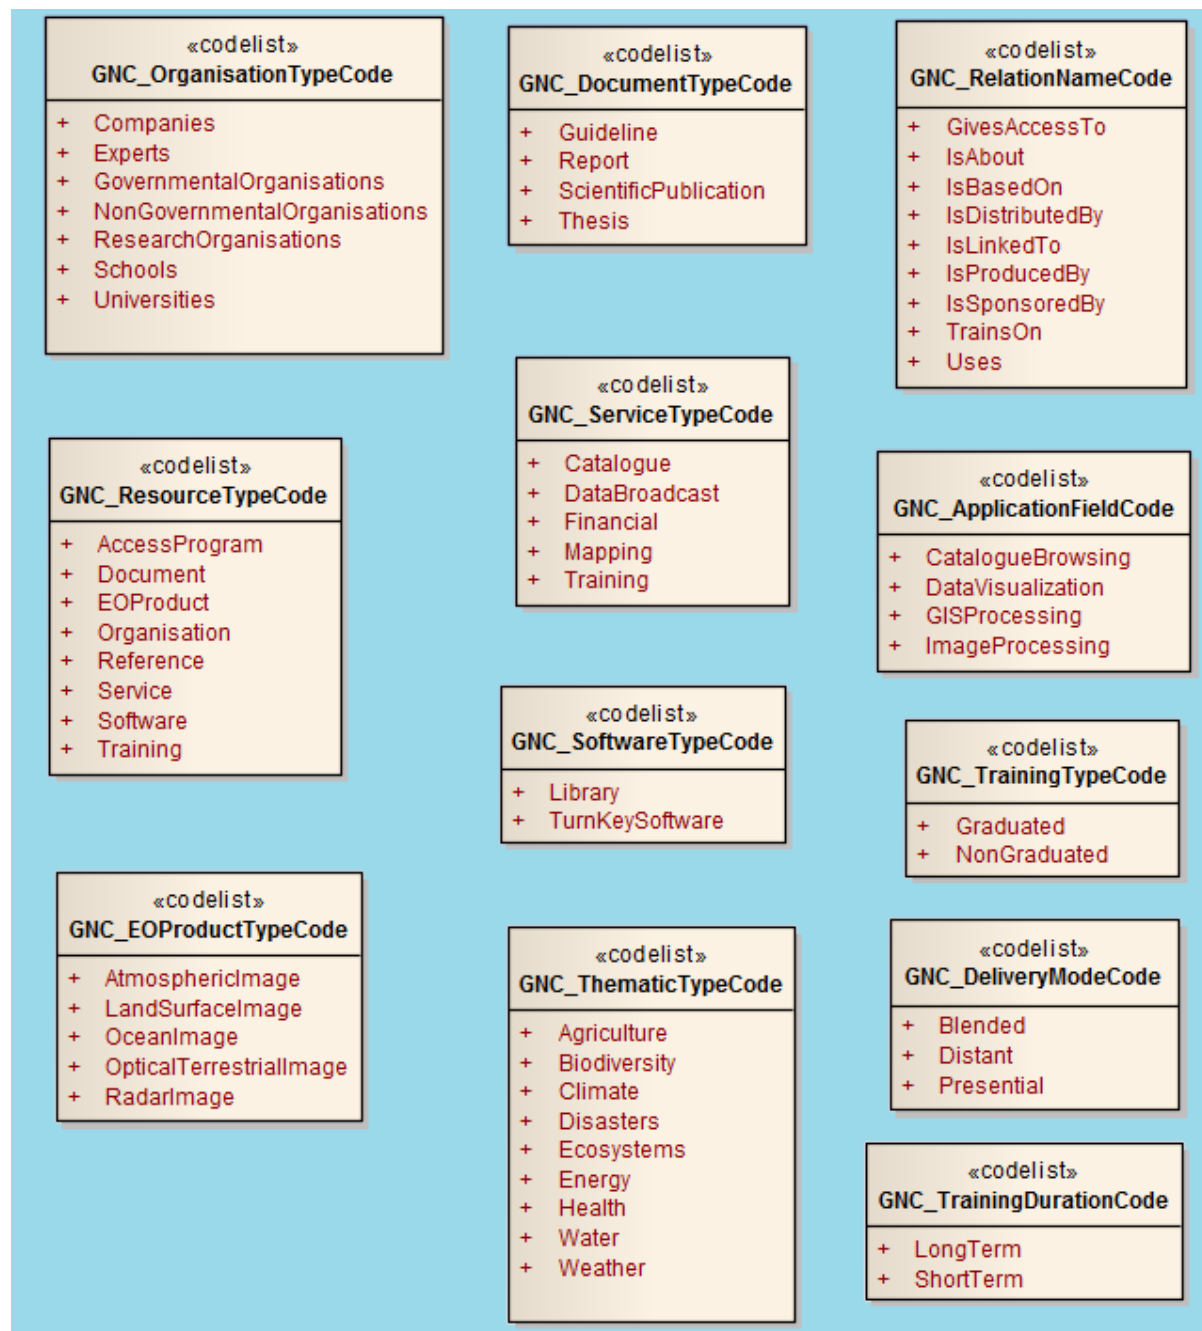 «codelist»
GNC_OrganisationTypeCode
+ Companies
+ Experts
+ GovernmentalOrganisations
+ NonGovernmentalOrganisations
+ ResearchOrganisations
+ Schools
+ Universities
«codelist»
GNC_DocumentTypeCode
+ Guideline
+ Report
+ ScientificPublication
+ Thesis
«codelist»
GNC_RelationNameCode
+ GivesAccessTo
+ IsAbout
+ IsBasedOn
+ IsDistributedBy
+ IsLinkedTo
+ IsProducedBy
+ IsSponsoredBy
+ TrainsOn
+ Uses
«codelist»
GNC_ResourceTypeCode
+ AccessProgram
+ Document
+ EOProduct
+ Organisation
+ Reference
+ Service
+ Software
+ Training
«codelist»
GNC_ServiceTypeCode
+ Catalogue
+ DataBroadcast
+ Financial
+ Mapping
+ Training
«codelist»
GNC_ApplicationFieldCode
+ CatalogueBrowsing
+ DataVisualization
+ GISProcessing
+ ImageProcessing
«codelist»
GNC_SoftwareTypeCode
+ Library
+ TurnKeySoftware
«codelist»
GNC_TrainingTypeCode
+ Graduated
+ NonGraduated
«codelist»
GNC_EOProductTypeCode
+ AtmosphericImage
+ LandSurfaceImage
+ OceanImage
+ OpticalTerrestrialImage
+ RadarImage
«codelist»
GNC_ThematicTypeCode
+ Agriculture
+ Biodiversity
+ Climate
+ Disasters
+ Ecosystems
+ Energy
+ Health
+ Water
+ Weather
«codelist»
GNC_DeliveryModeCode
+ Blended
+ Distant
+ Presential
«codelist»
GNC_TrainingDurationCode
+ LongTerm
+ ShortTerm